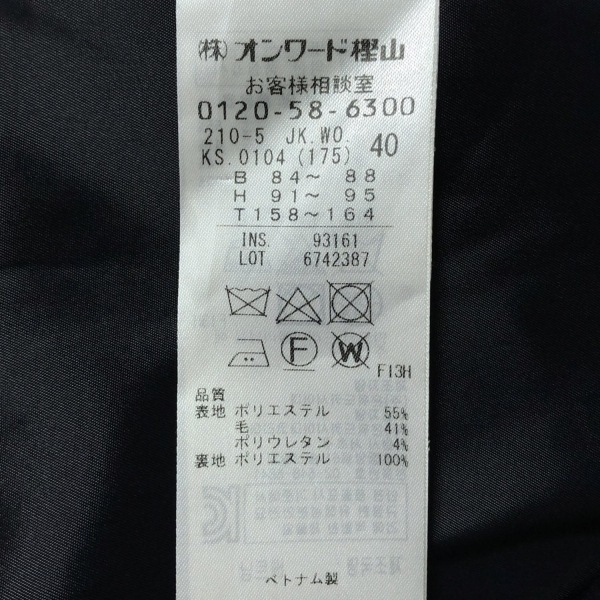 (株)オンワード樫山
お客様相談室
0120-58-6300
210-5 JK.WO.
KS.0104 (175) 40
B 84～ 88
H 91～ 95
T 158～164
INS. 93161
LOT 6742387
F
W
F13H
品質
表地 ポリエステル 55%
毛 41%
ポリウレタン 4%
裏地 ポリエステル 100%
ベトナム製